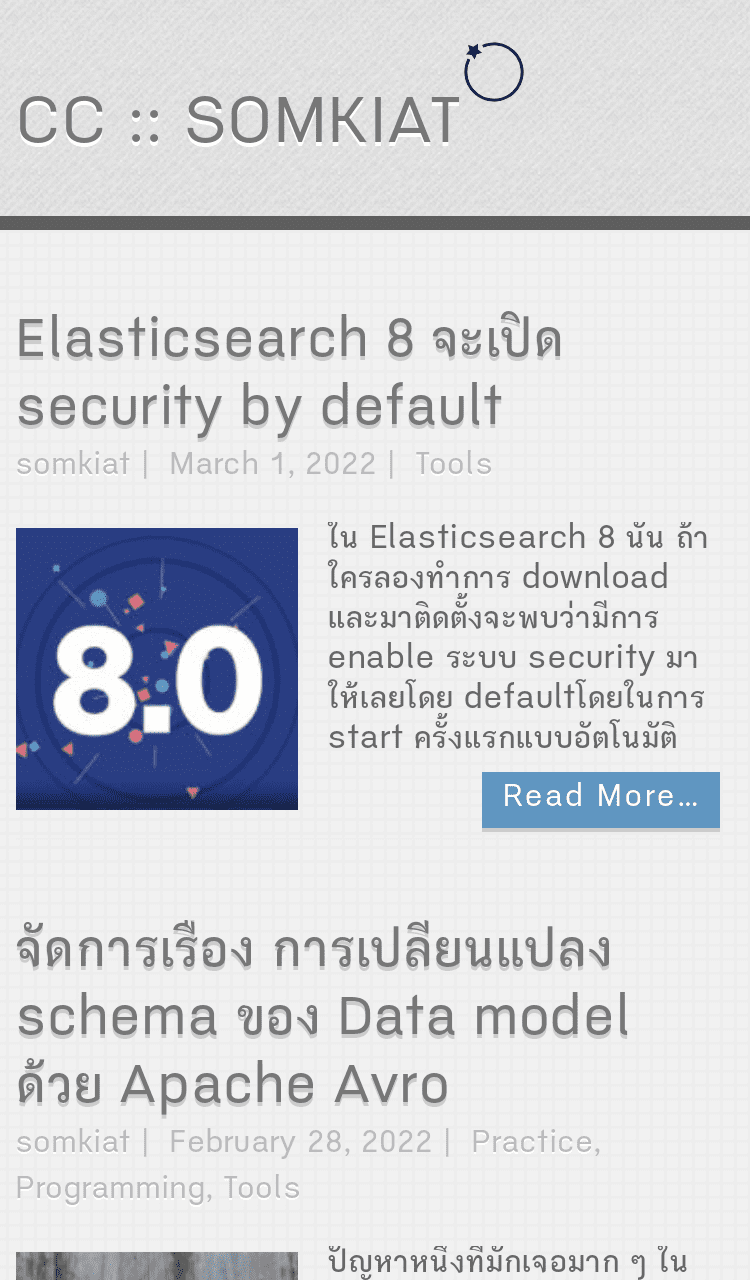 CC :: SOMKIAT
Elasticsearch 8 จะเปิด
security by default
somkiat | March 1, 2022 | Tools
8.0
ใน Elasticsearch 8 นั้น ถ้า
ใครลองทำการ download
และมาติดตั้งจะพบว่ามีการ
enable ระบบ security มา
ให้เลยโดย defaultโดยในการ
start ครั้งแรกแบบอัตโนมัติ
Read More...
จัดการเรื่อง การเปลี่ยนแปลง
schema ของ Data model
ด้วย Apache Avro
somkiat | February 28, 2022 | Practice,
Programming, Tools
ปัญหาหนึ่งที่มักเจอมาก ๆ ใน